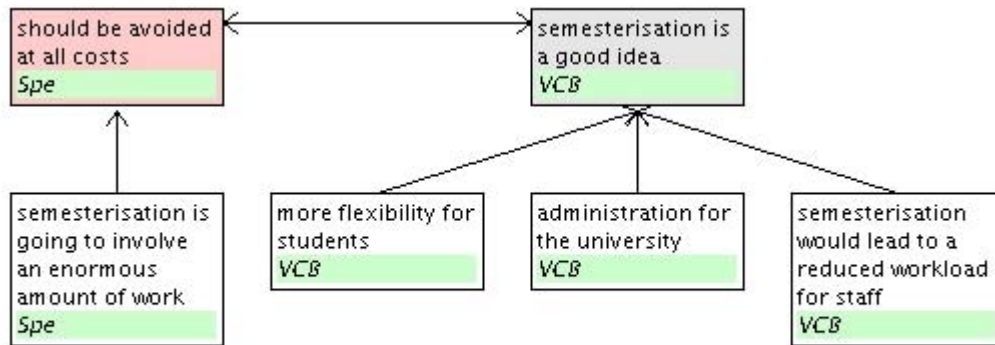 should be avoided
at all costs
Spe
semesterisation is
a good idea
VCB
semesterisation is
going to involve
an enormous
amount of work
Spe
more flexibility for
students
VCB
administration for
the university
VCB
semesterisation
would lead to a
reduced workload
for staff
VCB